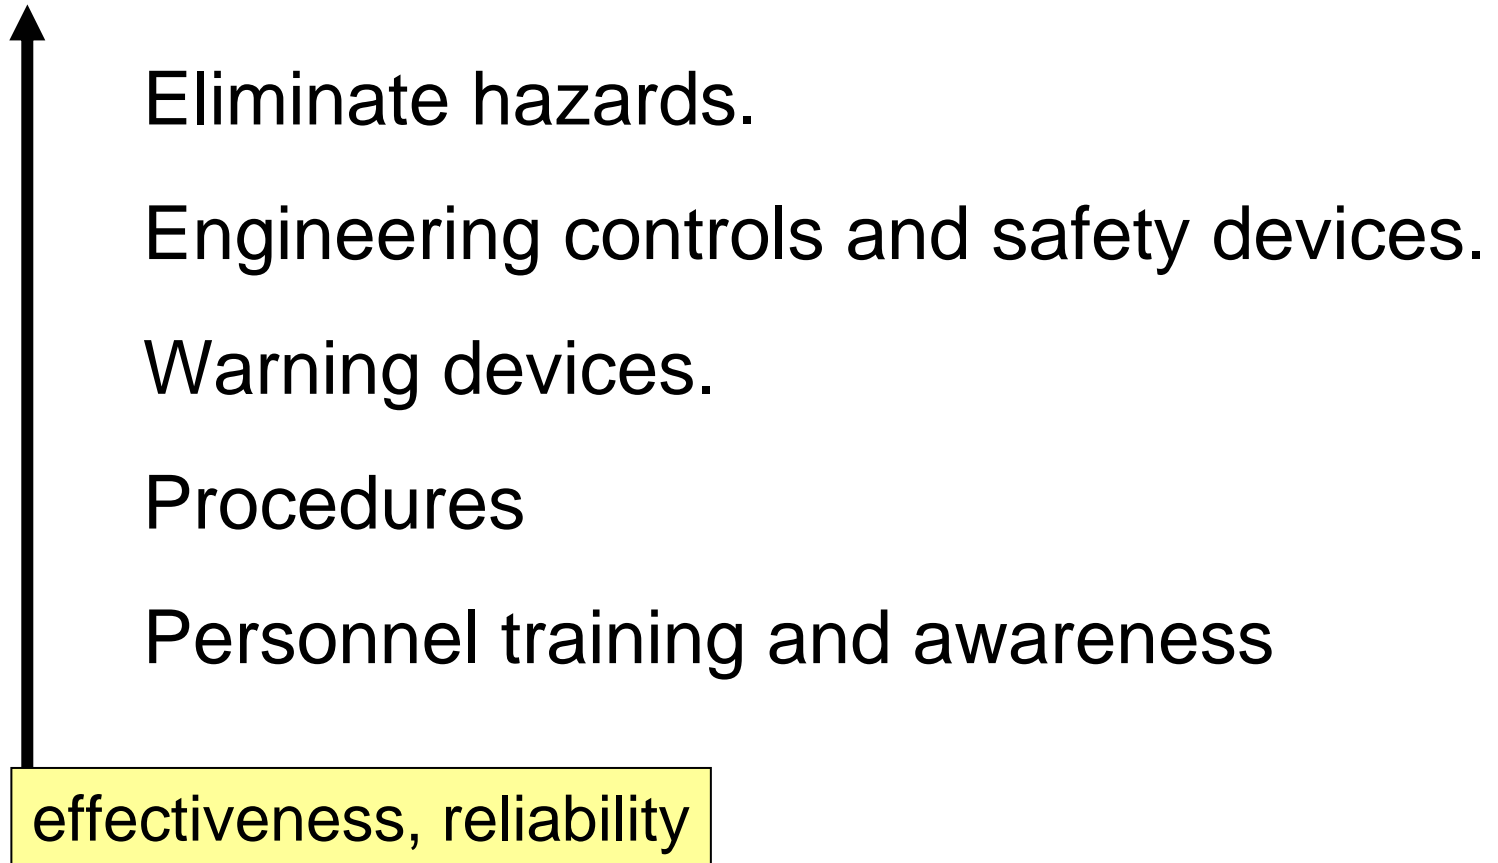 Eliminate hazards.
Engineering controls and safety devices.
Warning devices.
Procedures
Personnel training and awareness
effectiveness, reliability